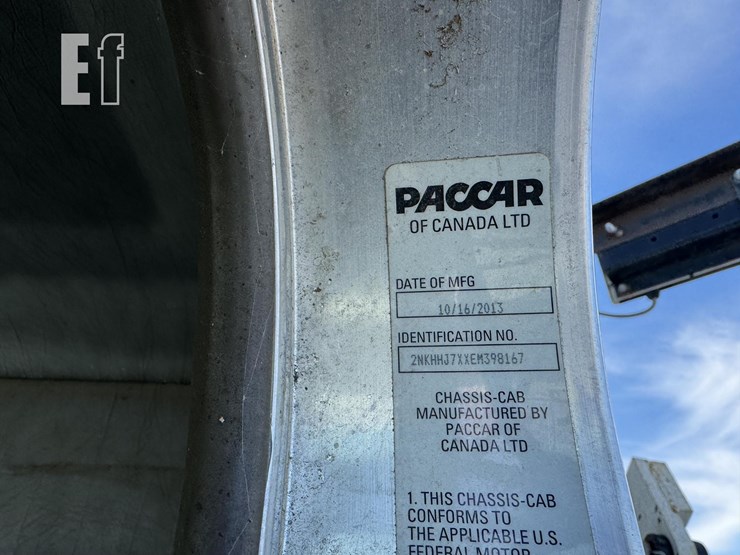 Ef
PACCAR
OF CANADA LTD
DATE OF MFG
10/16/2013
IDENTIFICATION NO.
2NKHHJ7XXEM398167
CHASSIS-CAB
MANUFACTURED BY
PACCAR OF
CANADA LTD
1. THIS CHASSIS-CAB
CONFORMS TO
THE APPLICABLE U.S.
FEDERAL MOTOR